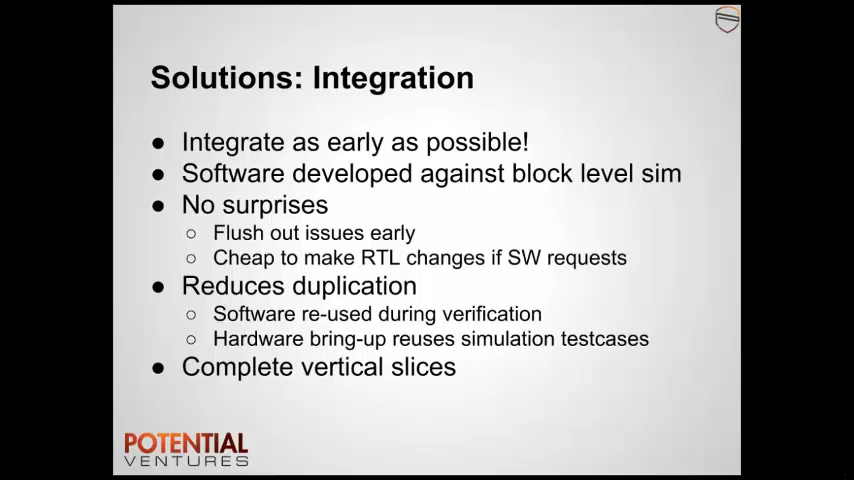 Solutions: Integration
● Integrate as early as possible!
● Software developed against block level sim
● No surprises
○ Flush out issues early
○ Cheap to make RTL changes if SW requests
● Reduces duplication
○ Software re-used during verification
○ Hardware bring-up reuses simulation testcases
● Complete vertical slices
POTENTIAL
VENTURES